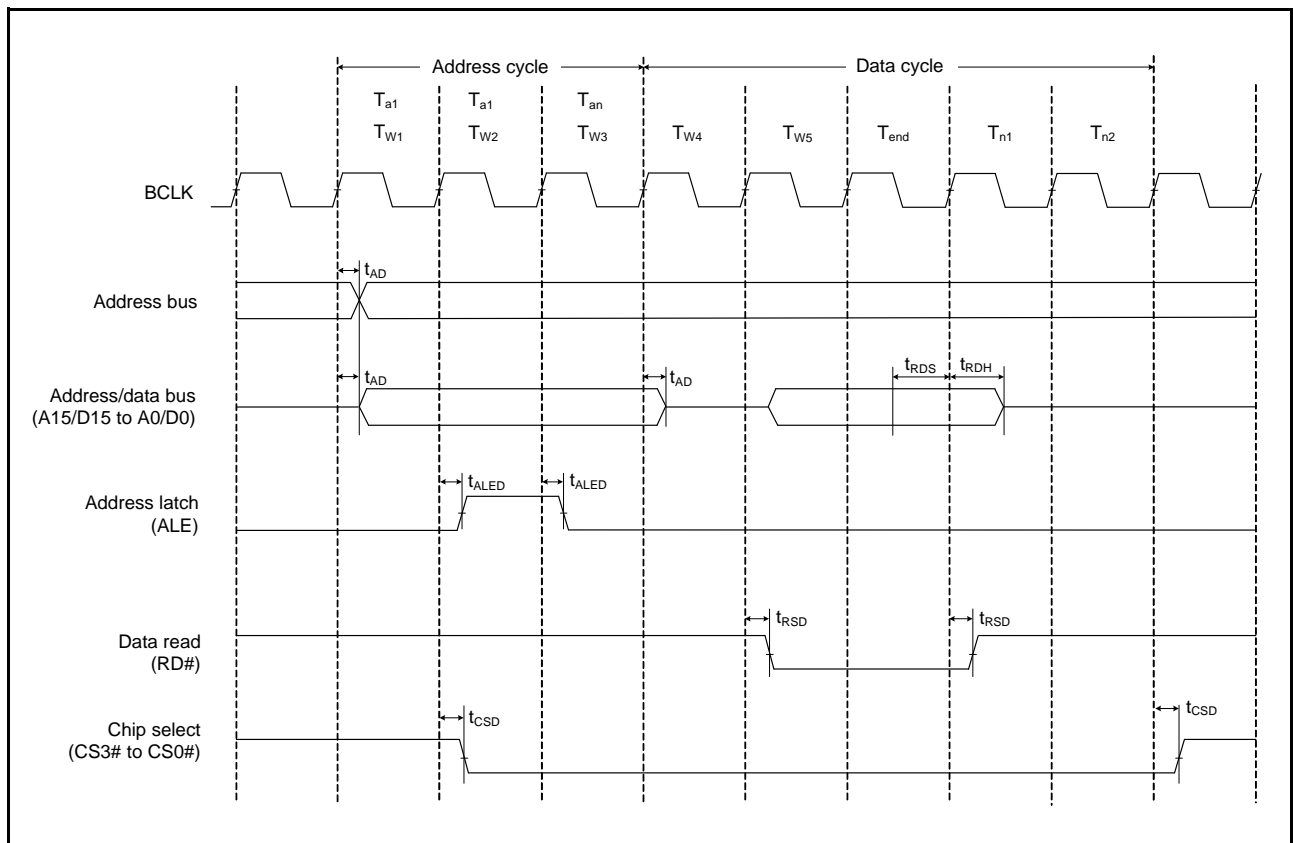 Address cycle Data cycle
Ta1 Ta1 Tan
TW1 TW2 TW3 TW4 TW5 Tend Tn1 Tn2
BCLK
tAD
Address bus
tRDS tRDH
tAD tAD
Address/data bus
(A15/D15 to A0/D0)
tALED tALED
Address latch
(ALE)
tRSD tRSD
Data read
(RD#)
tCSD tCSD
Chip select
(CS3# to CS0#)